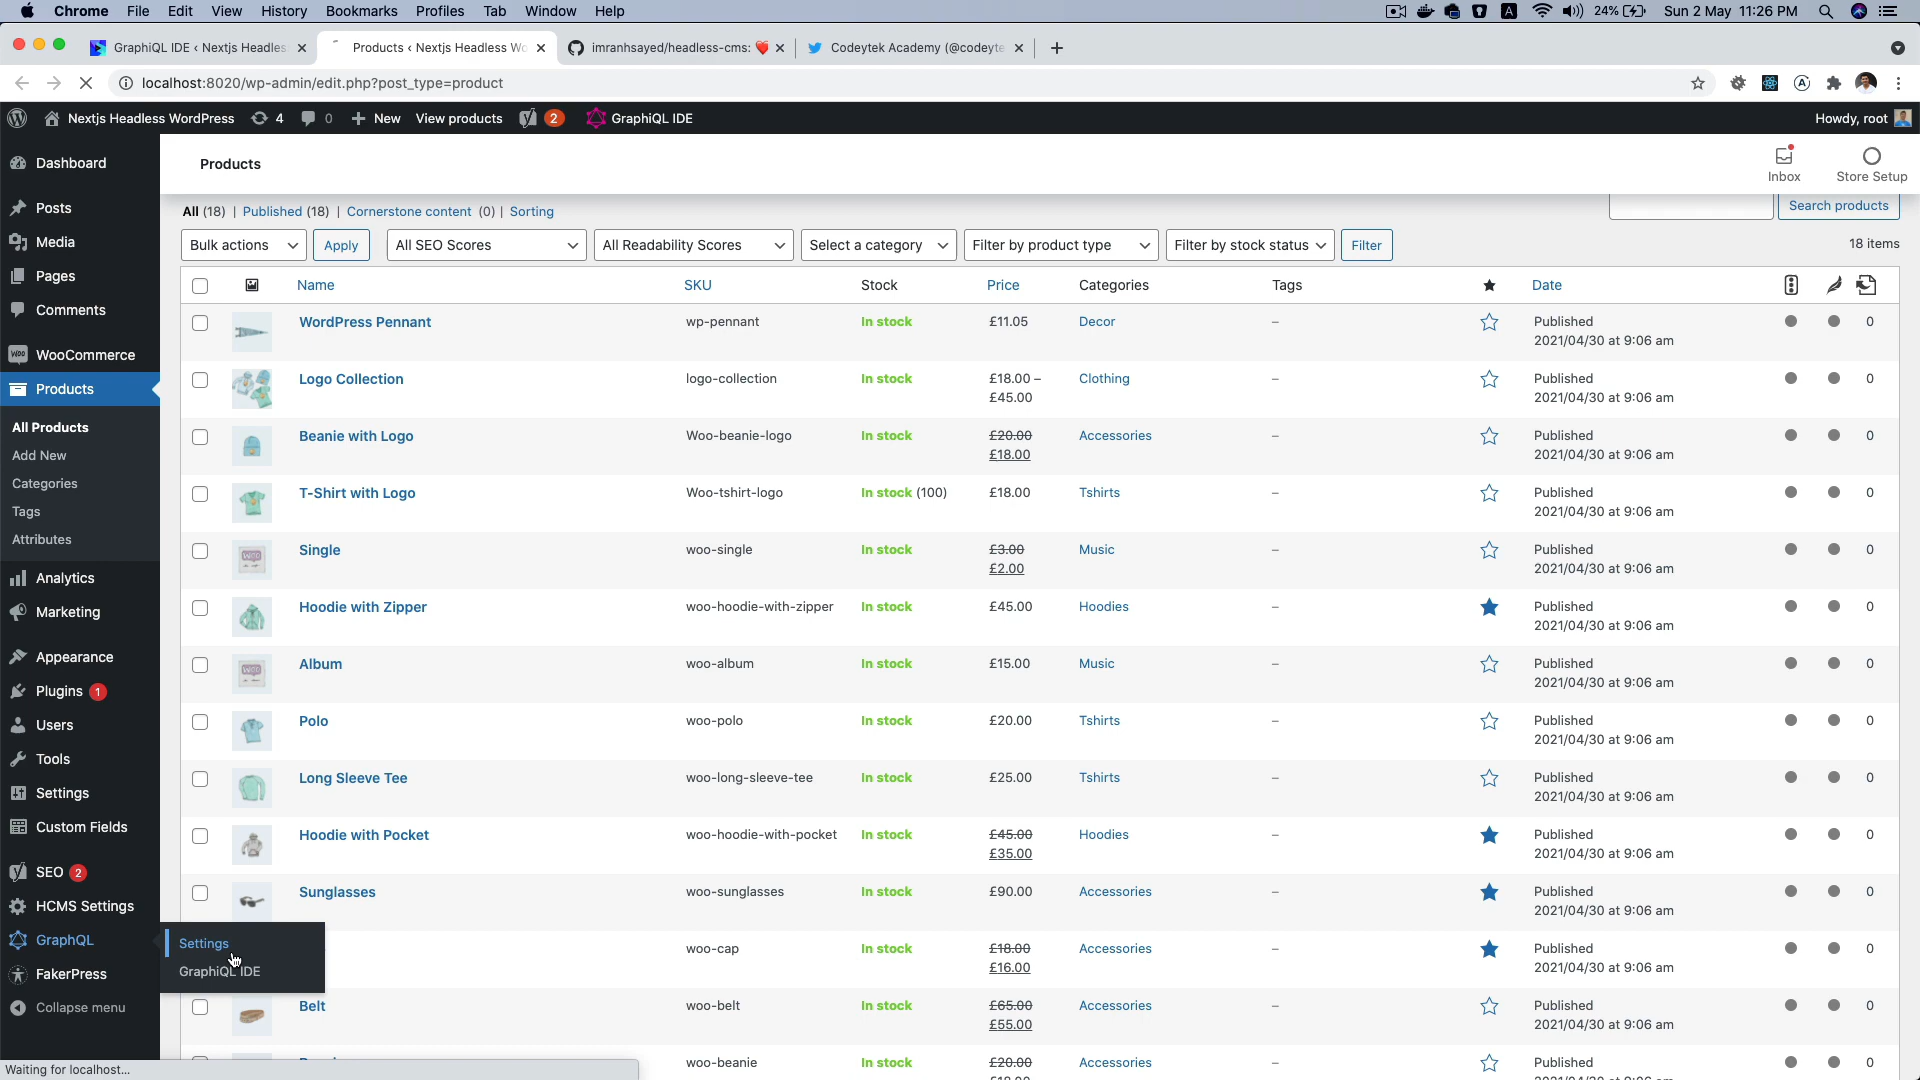 Chrome File Edit View History Bookmarks Profiles Tab Window Help
A 24% Sun 2 May 11:26 PM
GraphiQL IDE ‹ Nextjs Headles
Products ‹ Nextjs Headless Wo
imranhsayed/headless-cms:
Codeytek Academy (@codeyte
localhost:8020/wp-admin/edit.php?post_type=product
Nextjs Headless WordPress 4 0 New View products 2 GraphiQL IDE Howdy, root
Dashboard
Posts
Media
Pages
Comments
WooCommerce
Products
All Products
Add New
Categories
Tags
Attributes
Analytics
Marketing
Appearance
Plugins 1
Users
Tools
Settings
Custom Fields
SEO 2
HCMS Settings
GraphQL
FakerPress
Collapse menu
Settings
GraphiQL IDE
Waiting for localhost...
Products
Inbox
Store Setup
All (18) | Published (18) | Cornerstone content (0) | Sorting
Search products
Bulk actions Apply All SEO Scores All Readability Scores Select a category Filter by product type Filter by stock status Filter 18 items
Name SKU Stock Price Categories Tags Date
WordPress Pennant wp-pennant In stock £11.05 Decor – Published 0
2021/04/30 at 9:06 am
Logo Collection logo-collection In stock £18.00 – Clothing – Published 0
£45.00 2021/04/30 at 9:06 am
Beanie with Logo Woo-beanie-logo In stock £20.00 Accessories – Published 0
£18.00 2021/04/30 at 9:06 am
T-Shirt with Logo Woo-tshirt-logo In stock (100) £18.00 Tshirts – Published 0
2021/04/30 at 9:06 am
Single woo-single In stock £3.00 Music – Published 0
£2.00 2021/04/30 at 9:06 am
Hoodie with Zipper woo-hoodie-with-zipper In stock £45.00 Hoodies – Published 0
2021/04/30 at 9:06 am
Album woo-album In stock £15.00 Music – Published 0
2021/04/30 at 9:06 am
Polo woo-polo In stock £20.00 Tshirts – Published 0
2021/04/30 at 9:06 am
Long Sleeve Tee woo-long-sleeve-tee In stock £25.00 Tshirts – Published 0
2021/04/30 at 9:06 am
Hoodie with Pocket woo-hoodie-with-pocket In stock £45.00 Hoodies – Published 0
£35.00 2021/04/30 at 9:06 am
Sunglasses woo-sunglasses In stock £90.00 Accessories – Published 0
2021/04/30 at 9:06 am
woo-cap In stock £18.00 Accessories – Published 0
£16.00 2021/04/30 at 9:06 am
Belt woo-belt In stock £65.00 Accessories – Published 0
£55.00 2021/04/30 at 9:06 am
woo-beanie In stock £20.00 Accessories – Published 0